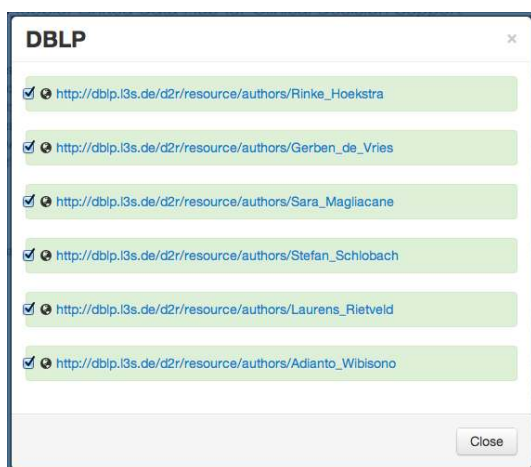 DBLP
×
http://dblp.l3s.de/d2r/resource/authors/Rinke_Hoekstra
http://dblp.l3s.de/d2r/resource/authors/Gerben_de_Vries
http://dblp.l3s.de/d2r/resource/authors/Sara_Magliacane
http://dblp.l3s.de/d2r/resource/authors/Stefan_Schlobach
http://dblp.l3s.de/d2r/resource/authors/Laurens_Rietveld
http://dblp.l3s.de/d2r/resource/authors/Adianto_Wibisono
Close